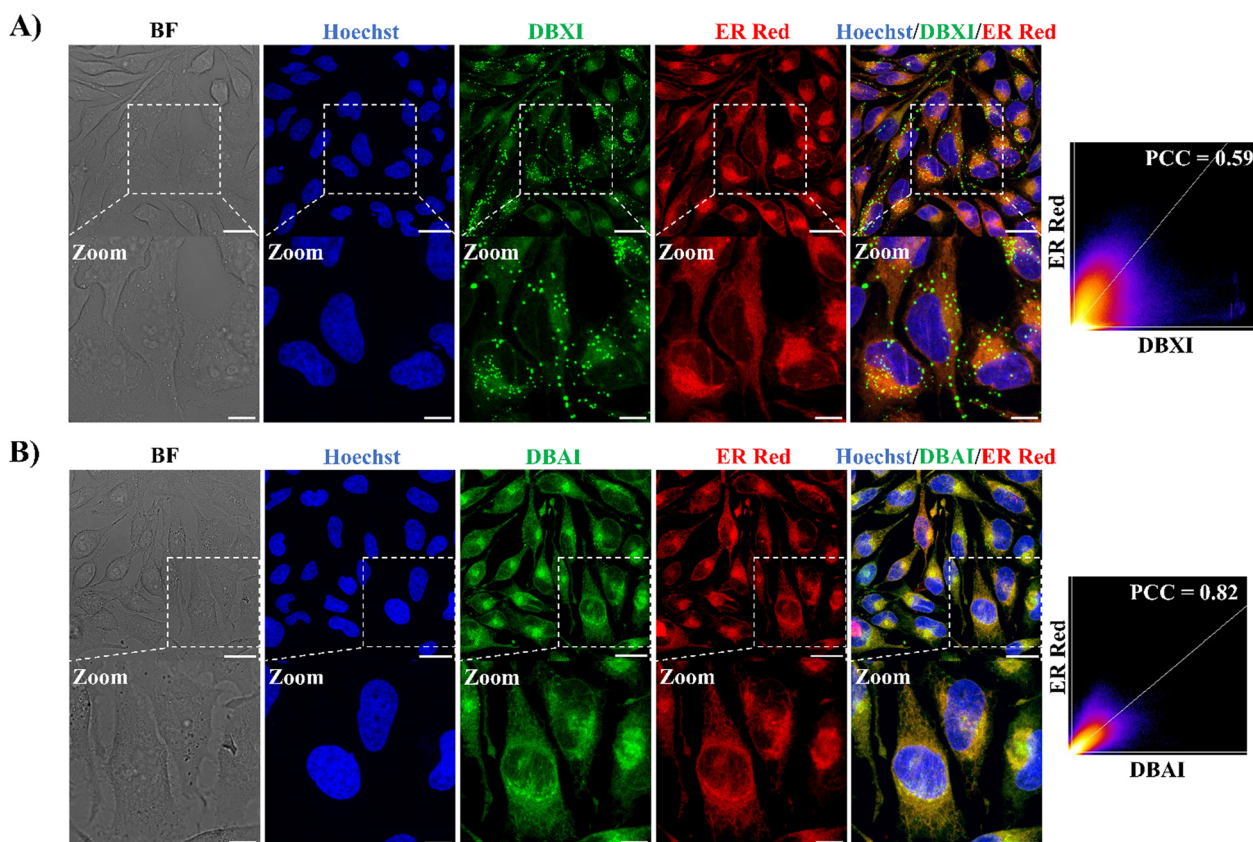 A)
BF Hoechst DBXI ER Red Hoechst/DBXI/ER Red
Zoom Zoom Zoom Zoom Zoom
PCC = 0.59
ER Red
DBXI
B)
BF Hoechst DBAI ER Red Hoechst/DBAI/ER Red
Zoom Zoom Zoom Zoom Zoom
PCC = 0.82
ER Red
DBAI